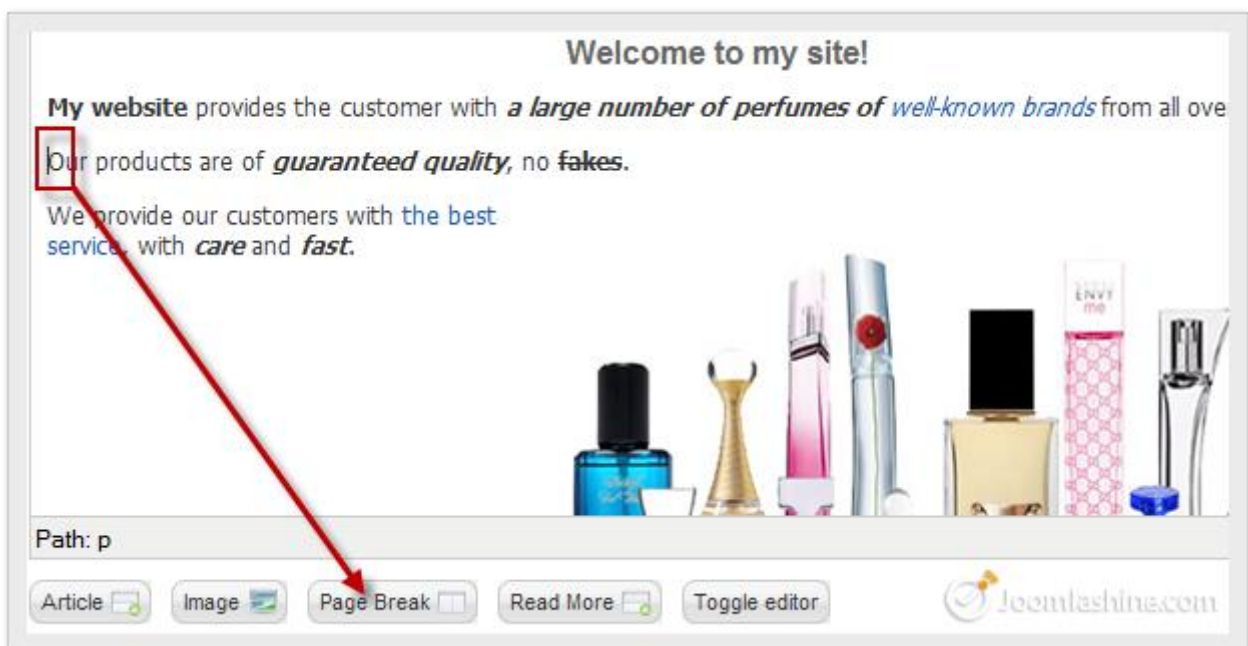 Welcome to my site!
My website provides the customer with a large number of perfumes of well-known brands from all ove
Our products are of guaranteed quality, no fakes.
We provide our customers with the best
service, with care and fast.
ENVY
me
Path: p
Article
Image
Page Break
Read More
Toggle editor
Joomlashine.com